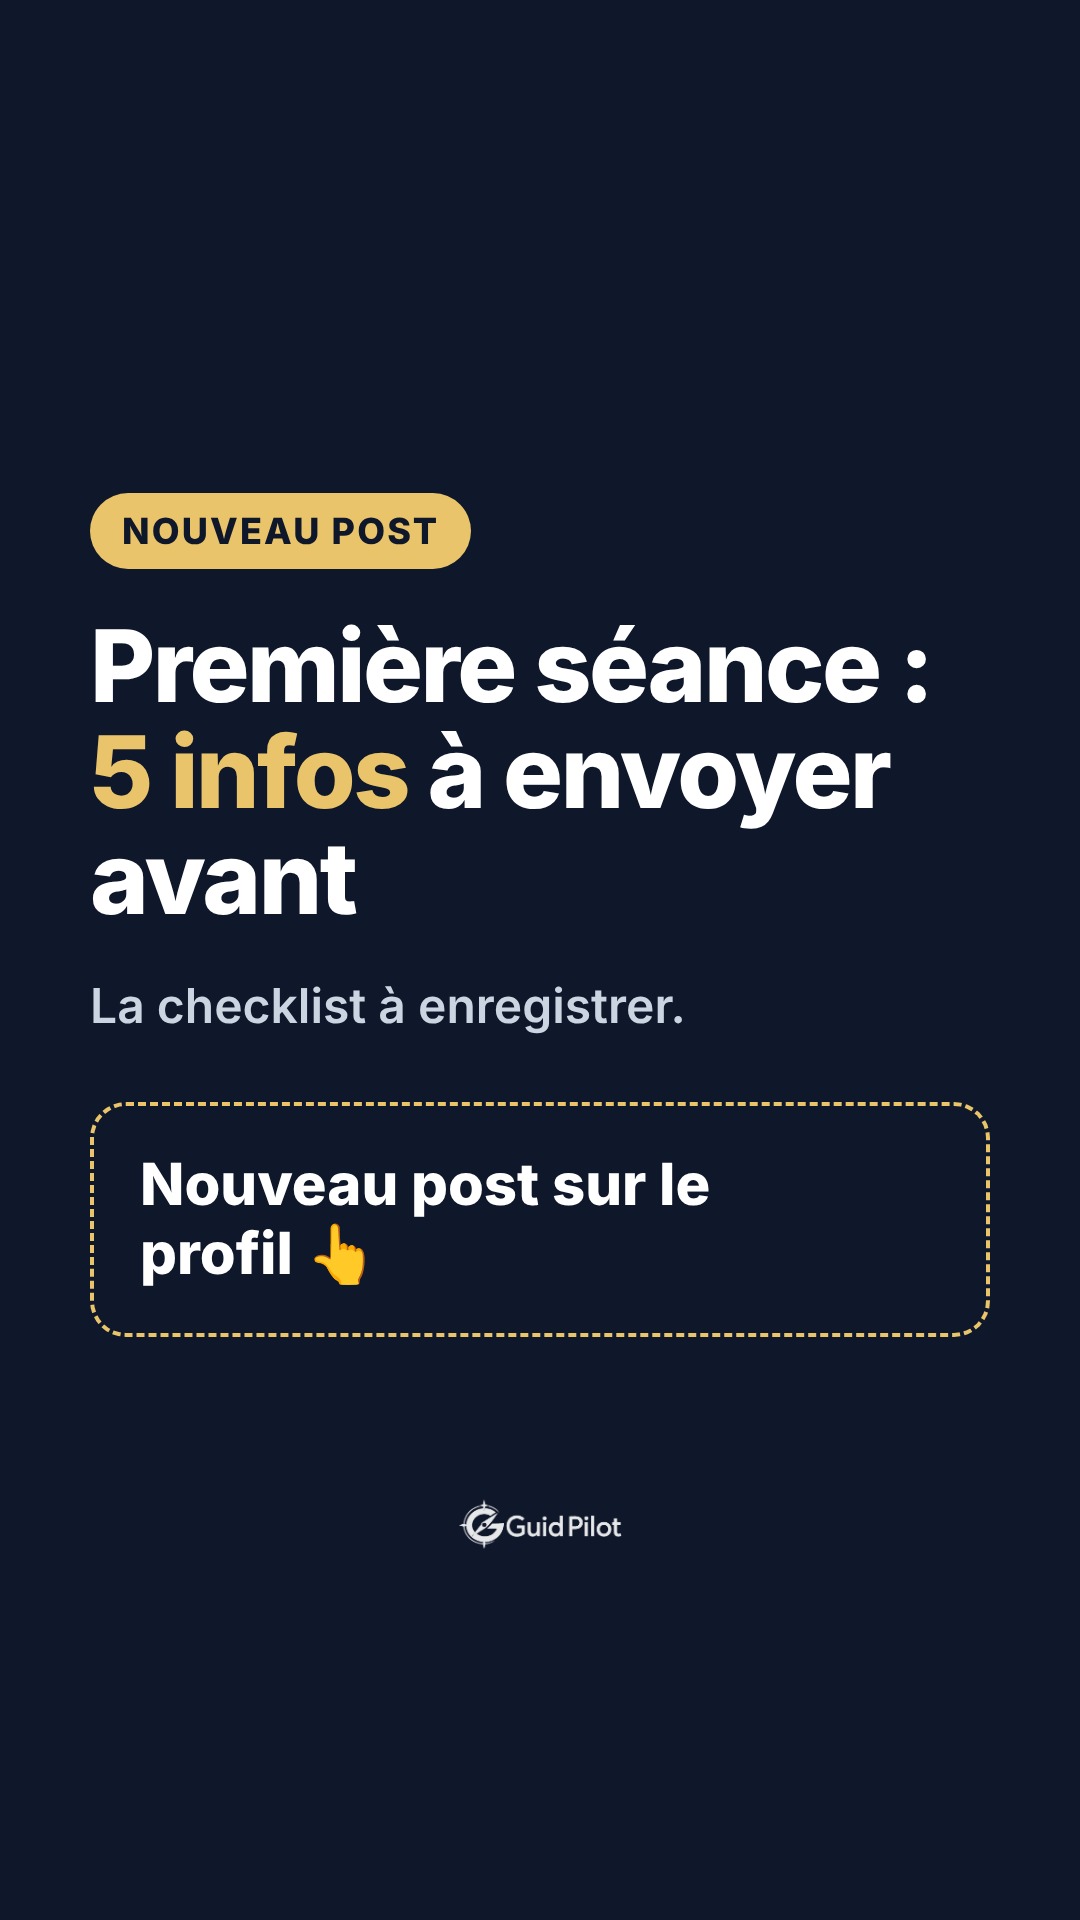 NOUVEAU POST
Première séance :
5 infos à envoyer
avant
La checklist à enregistrer.
Nouveau post sur le
profil 👆
GuidPilot